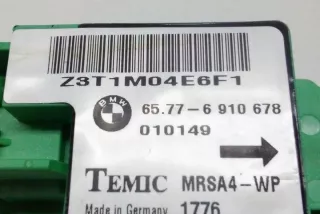 Z3T1M04E6F1
BMW
65.77-6 910 678
010149
TEMIC MRSA4-WP
Made in Germany 1776